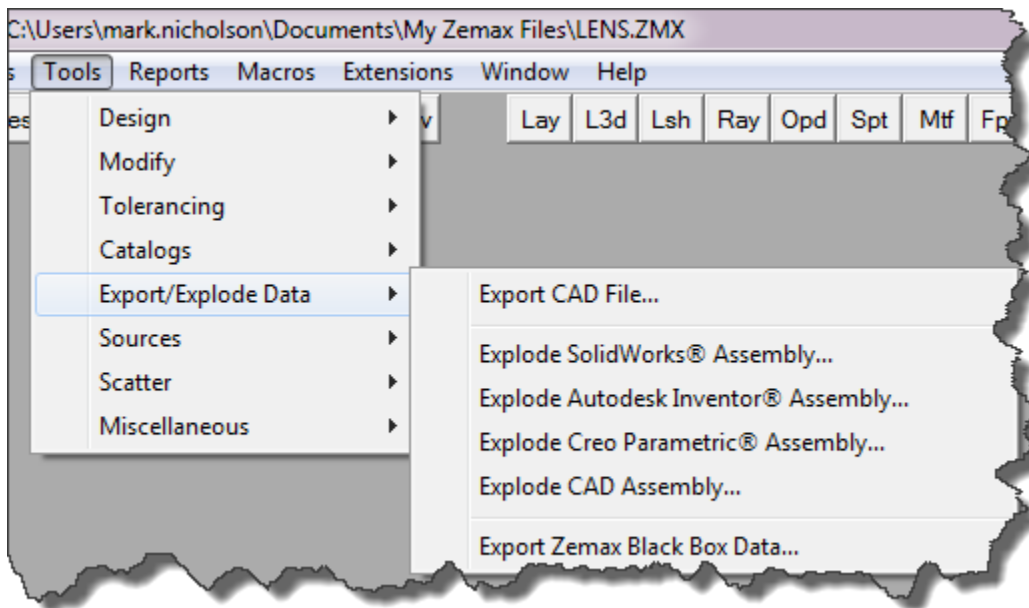 C:\Users\mark.nicholson\Documents\My Zemax Files\LENS.ZMX
s Tools Reports Macros Extensions Window Help
es v Lay L3d Lsh Ray Opd Spt Mtf Fp
Design
Modify
Tolerancing
Catalogs
Export/Explode Data
Sources
Scatter
Miscellaneous
Export CAD File...
Explode SolidWorks® Assembly...
Explode Autodesk Inventor® Assembly...
Explode Creo Parametric® Assembly...
Explode CAD Assembly...
Export Zemax Black Box Data...